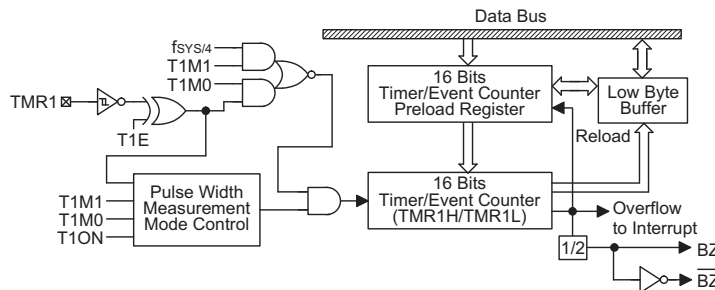 Data Bus
fSYS/4
T1M1
T1M0
TMR1
T1E
16 Bits
Timer/Event Counter
Preload Register
Low Byte
Buffer
Reload
T1M1
T1M0
T1ON
Pulse Width
Measurement
Mode Control
16 Bits
Timer/Event Counter
(TMR1H/TMR1L)
Overflow
to Interrupt
1/2
BZ
BZ